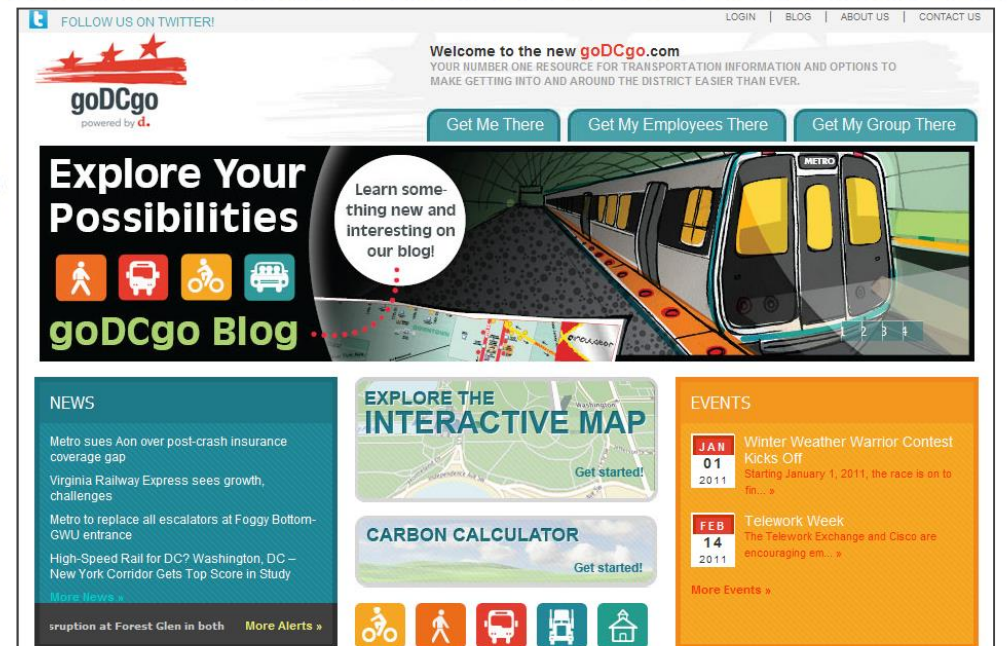 FOLLOW US ON TWITTER!
LOGIN | BLOG | ABOUT US | CONTACT US
goDCgo
powered by d.
Welcome to the new goDCgo.com
YOUR NUMBER ONE RESOURCE FOR TRANSPORTATION INFORMATION AND OPTIONS TO
MAKE GETTING INTO AND AROUND THE DISTRICT EASIER THAN EVER.
Get Me There
Get My Employees There
Get My Group There
Explore Your
Possibilities
goDCgo Blog
Learn some-
thing new and
interesting on
our blog!
DOWNTOWN
circulator
METRO
1 2 3 4
NEWS
Metro sues Aon over post-crash insurance
coverage gap
Virginia Railway Express sees growth,
challenges
Metro to replace all escalators at Foggy Bottom-
GWU entrance
High-Speed Rail for DC? Washington, DC –
New York Corridor Gets Top Score in Study
More News »
sruption at Forest Glen in both
More Alerts »
EXPLORE THE
INTERACTIVE MAP
Washington
Independence Ave SW
Get started!
CARBON CALCULATOR
Get started!
EVENTS
JAN
01
2011
Winter Weather Warrior Contest
Kicks Off
Starting January 1, 2011, the race is on to
fin... »
FEB
14
2011
Telework Week
The Telework Exchange and Cisco are
encouraging em... »
More Events »